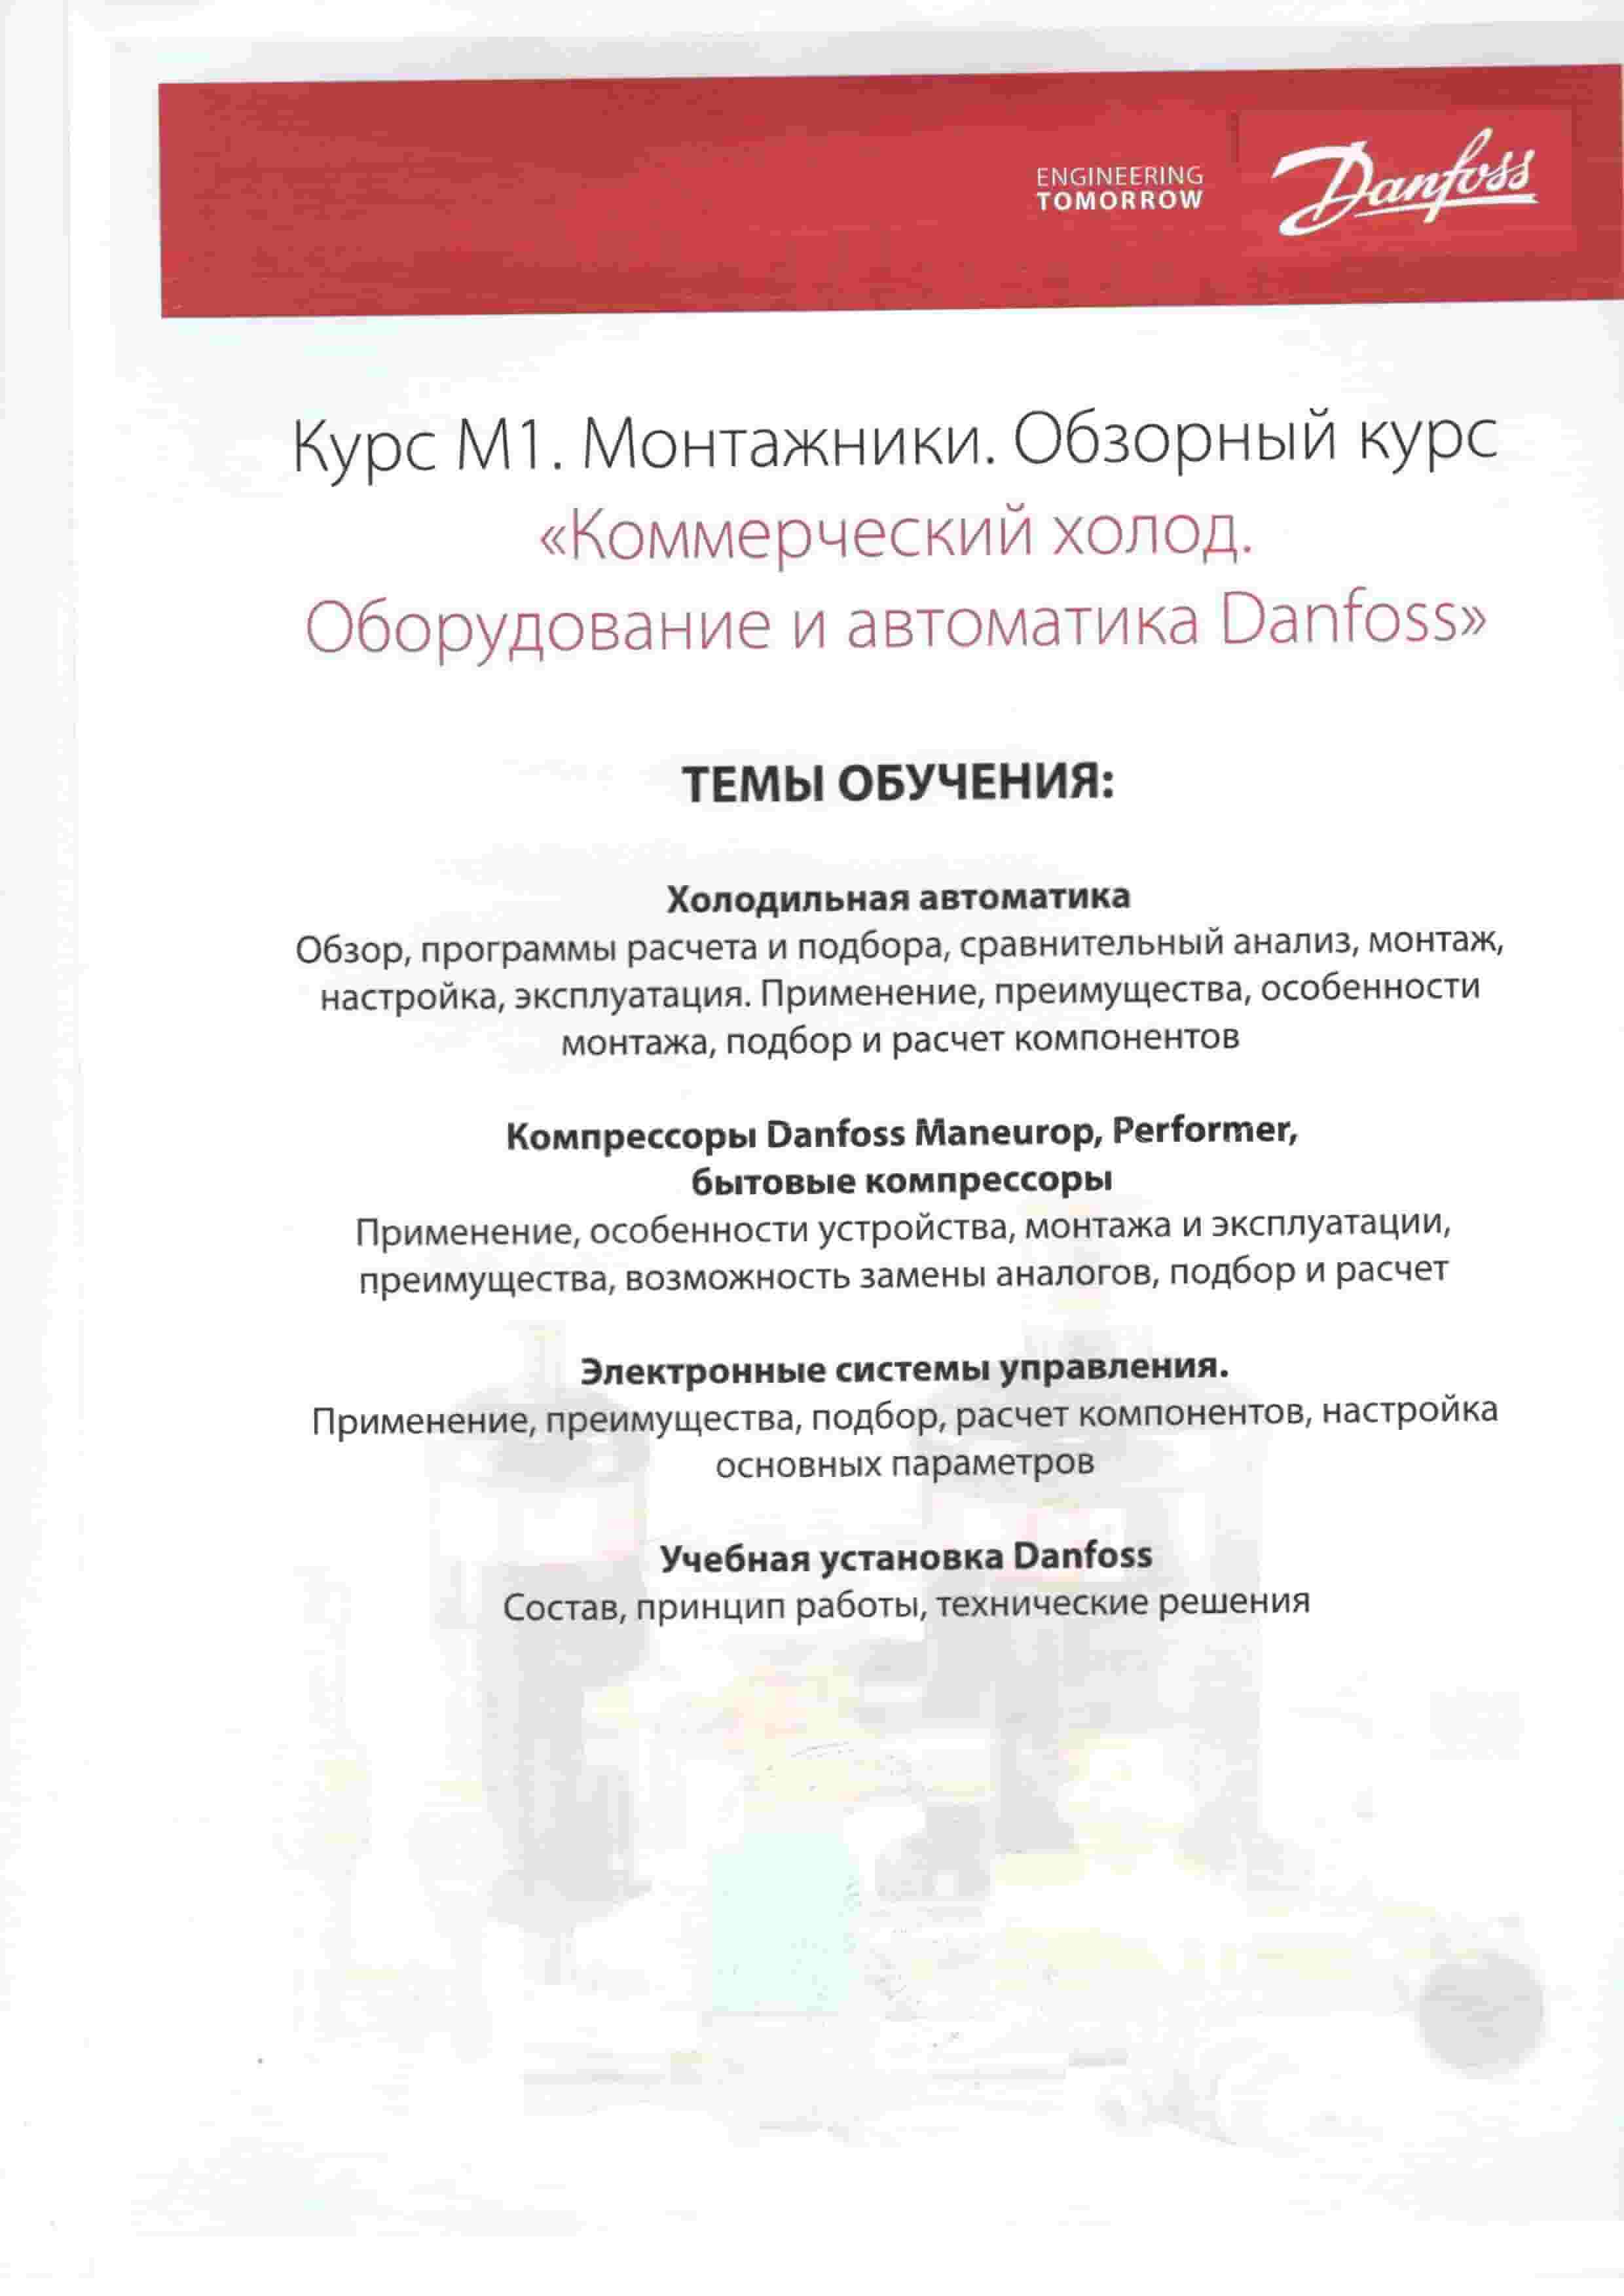 ENGINEERING
TOMORROW
Danfoss
Курс М1. Монтажники. Обзорный курс
«Коммерческий холод.
Оборудование и автоматика Danfoss»
ТЕМЫ ОБУЧЕНИЯ:
Холодильная автоматика
Обзор, программы расчета и подбора, сравнительный анализ, монтаж,
настройка, эксплуатация. Применение, преимущества, особенности
монтажа, подбор и расчет компонентов
Компрессоры Danfoss Maneurop, Performer,
бытовые компрессоры
Применение, особенности устройства, монтажа и эксплуатации,
преимущества, возможность замены аналогов, подбор и расчет
Электронные системы управления.
Применение, преимущества, подбор, расчет компонентов, настройка
основных параметров
Учебная установка Danfoss
Состав, принцип работы, технические решения